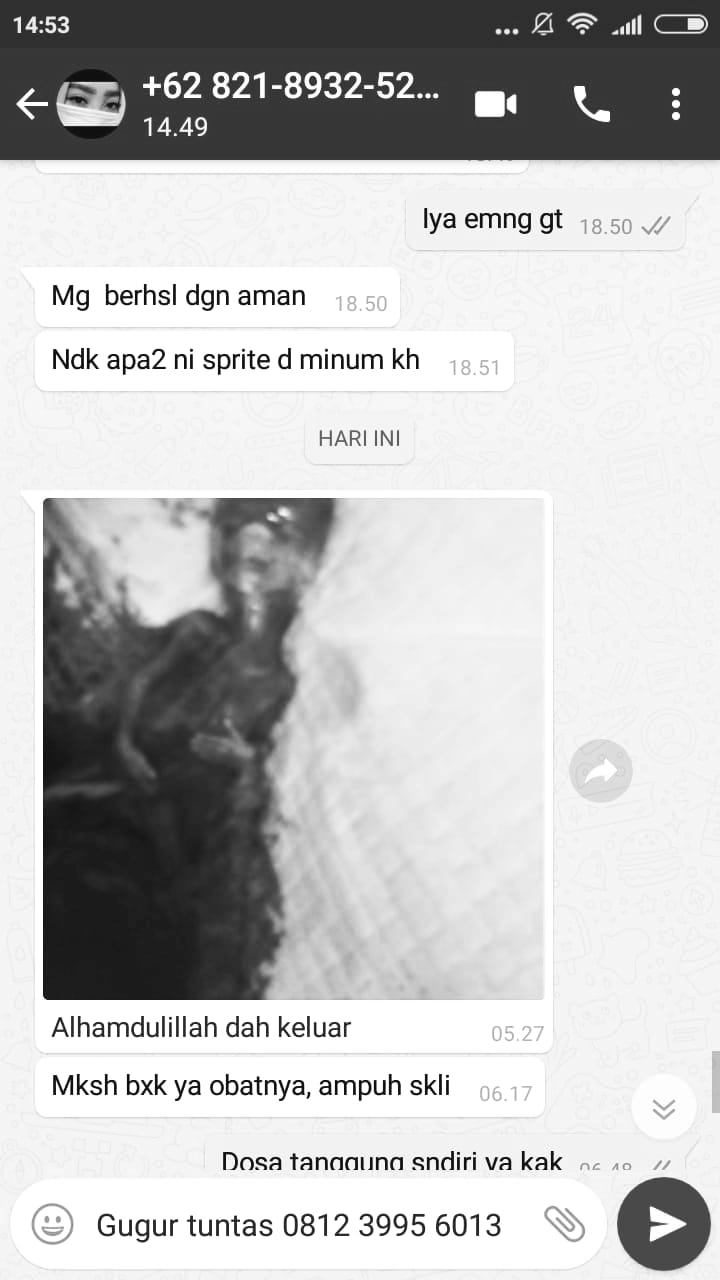 14:53
+62 821-8932-52...
14.49
Iya emng gt 18.50
Mg berhsl dgn aman 18.50
Ndk apa2 ni sprite d minum kh 18.51
HARI INI
Alhamdulillah dah keluar 05.27
Mksh bxk ya obatnya, ampuh skli 06.17
Dosa tanggung sndiri ya kak 06.48
Gugur tuntas 0812 3995 6013